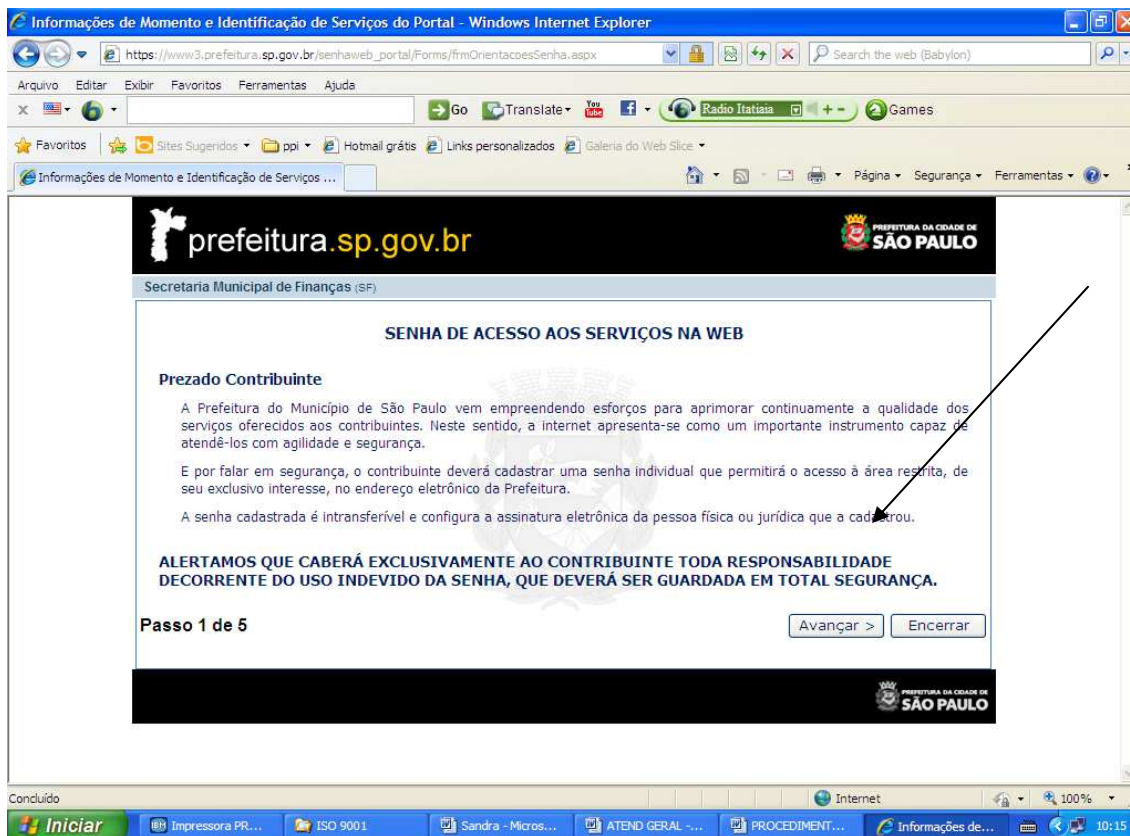 Informações de Momento e Identificação de Serviços do Portal - Windows Internet Explorer
https://www3.prefeitura.sp.gov.br/senhaweb_portal/Forms/frmOrientacoesSenha.aspx
Search the web (Babylon)
Arquivo Editar Exibir Favoritos Ferramentas Ajuda
Go Translate You Tube f Radio Itatiaia Games
Favoritos Sites Sugeridos ppi Hotmail grátis Links personalizados Galeria do Web Slice
Informações de Momento e Identificação de Serviços ...
Página Segurança Ferramentas
prefeitura.sp.gov.br
PREFEITURA DA CIDADE DE
SÃO PAULO
Secretaria Municipal de Finanças (SF)
SENHA DE ACESSO AOS SERVIÇOS NA WEB
Prezado Contribuinte
A Prefeitura do Município de São Paulo vem empreendendo esforços para aprimorar continuamente a qualidade dos
serviços oferecidos aos contribuintes. Neste sentido, a internet apresenta-se como um importante instrumento capaz de
atendê-los com agilidade e segurança.
E por falar em segurança, o contribuinte deverá cadastrar uma senha individual que permitirá o acesso à área restrita, de
seu exclusivo interesse, no endereço eletrônico da Prefeitura.
A senha cadastrada é intransferível e configura a assinatura eletrônica da pessoa física ou jurídica que a cadastrou.
ALERTAMOS QUE CABERÁ EXCLUSIVAMENTE AO CONTRIBUINTE TODA RESPONSABILIDADE
DECORRENTE DO USO INDEVIDO DA SENHA, QUE DEVERÁ SER GUARDADA EM TOTAL SEGURANÇA.
Passo 1 de 5
Avançar > Encerrar
PREFEITURA DA CIDADE DE
SÃO PAULO
Concluído Internet 100%
Iniciar Impressora PR... ISO 9001 Sandra - Micros... ATEND GERAL -... PROCEDIMENT... Informações de... 10:15